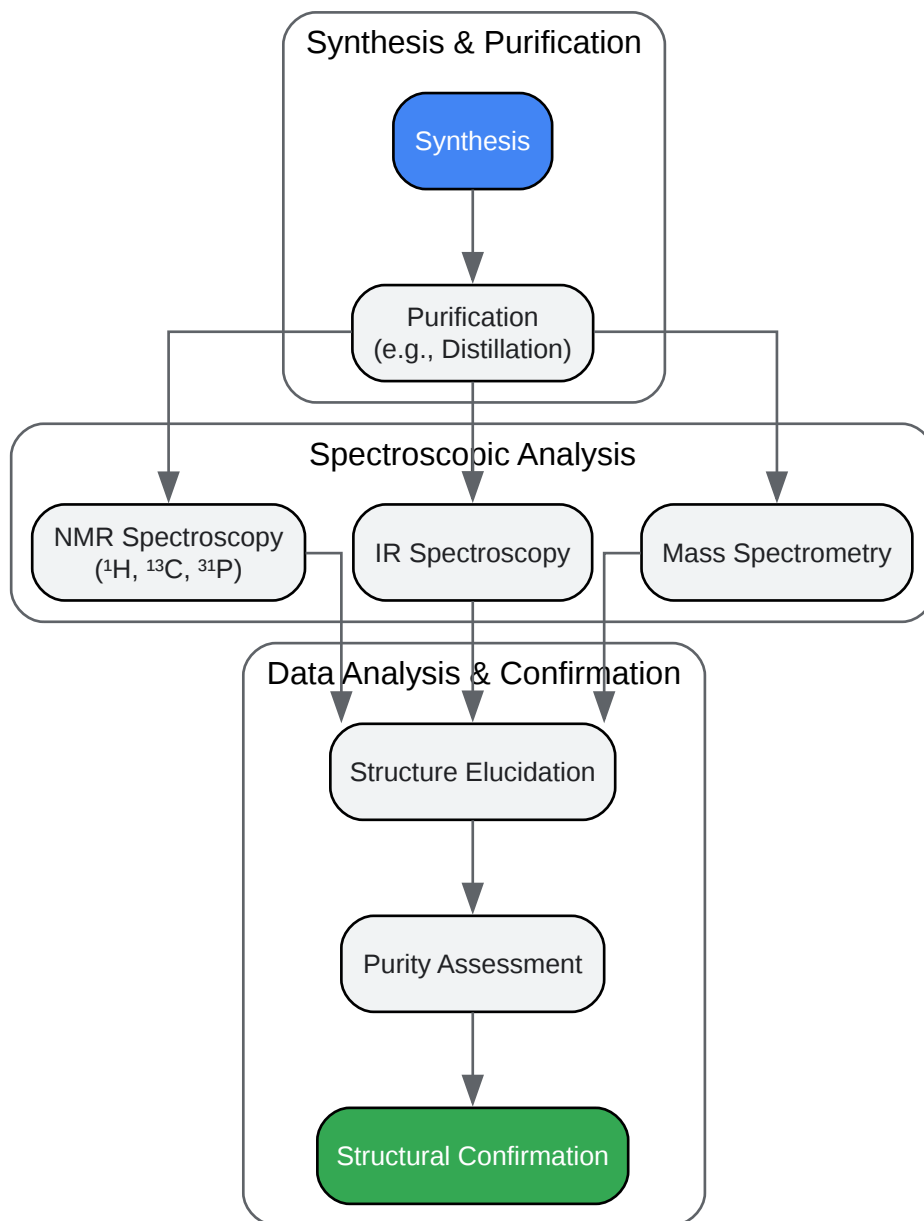 Synthesis & Purification
Synthesis
Purification
(e.g., Distillation)
Spectroscopic Analysis
NMR Spectroscopy
(¹H, ¹³C, ³¹P)
IR Spectroscopy
Mass Spectrometry
Data Analysis & Confirmation
Structure Elucidation
Purity Assessment
Structural Confirmation